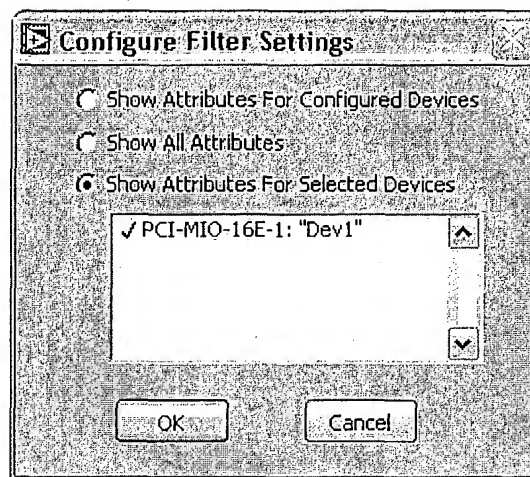 Configure Filter Settings
Show Attributes For Configured Devices
Show All Attributes
Show Attributes For Selected Devices
✓ PCI-MIO-16E-1: "Dev1"
OK
Cancel